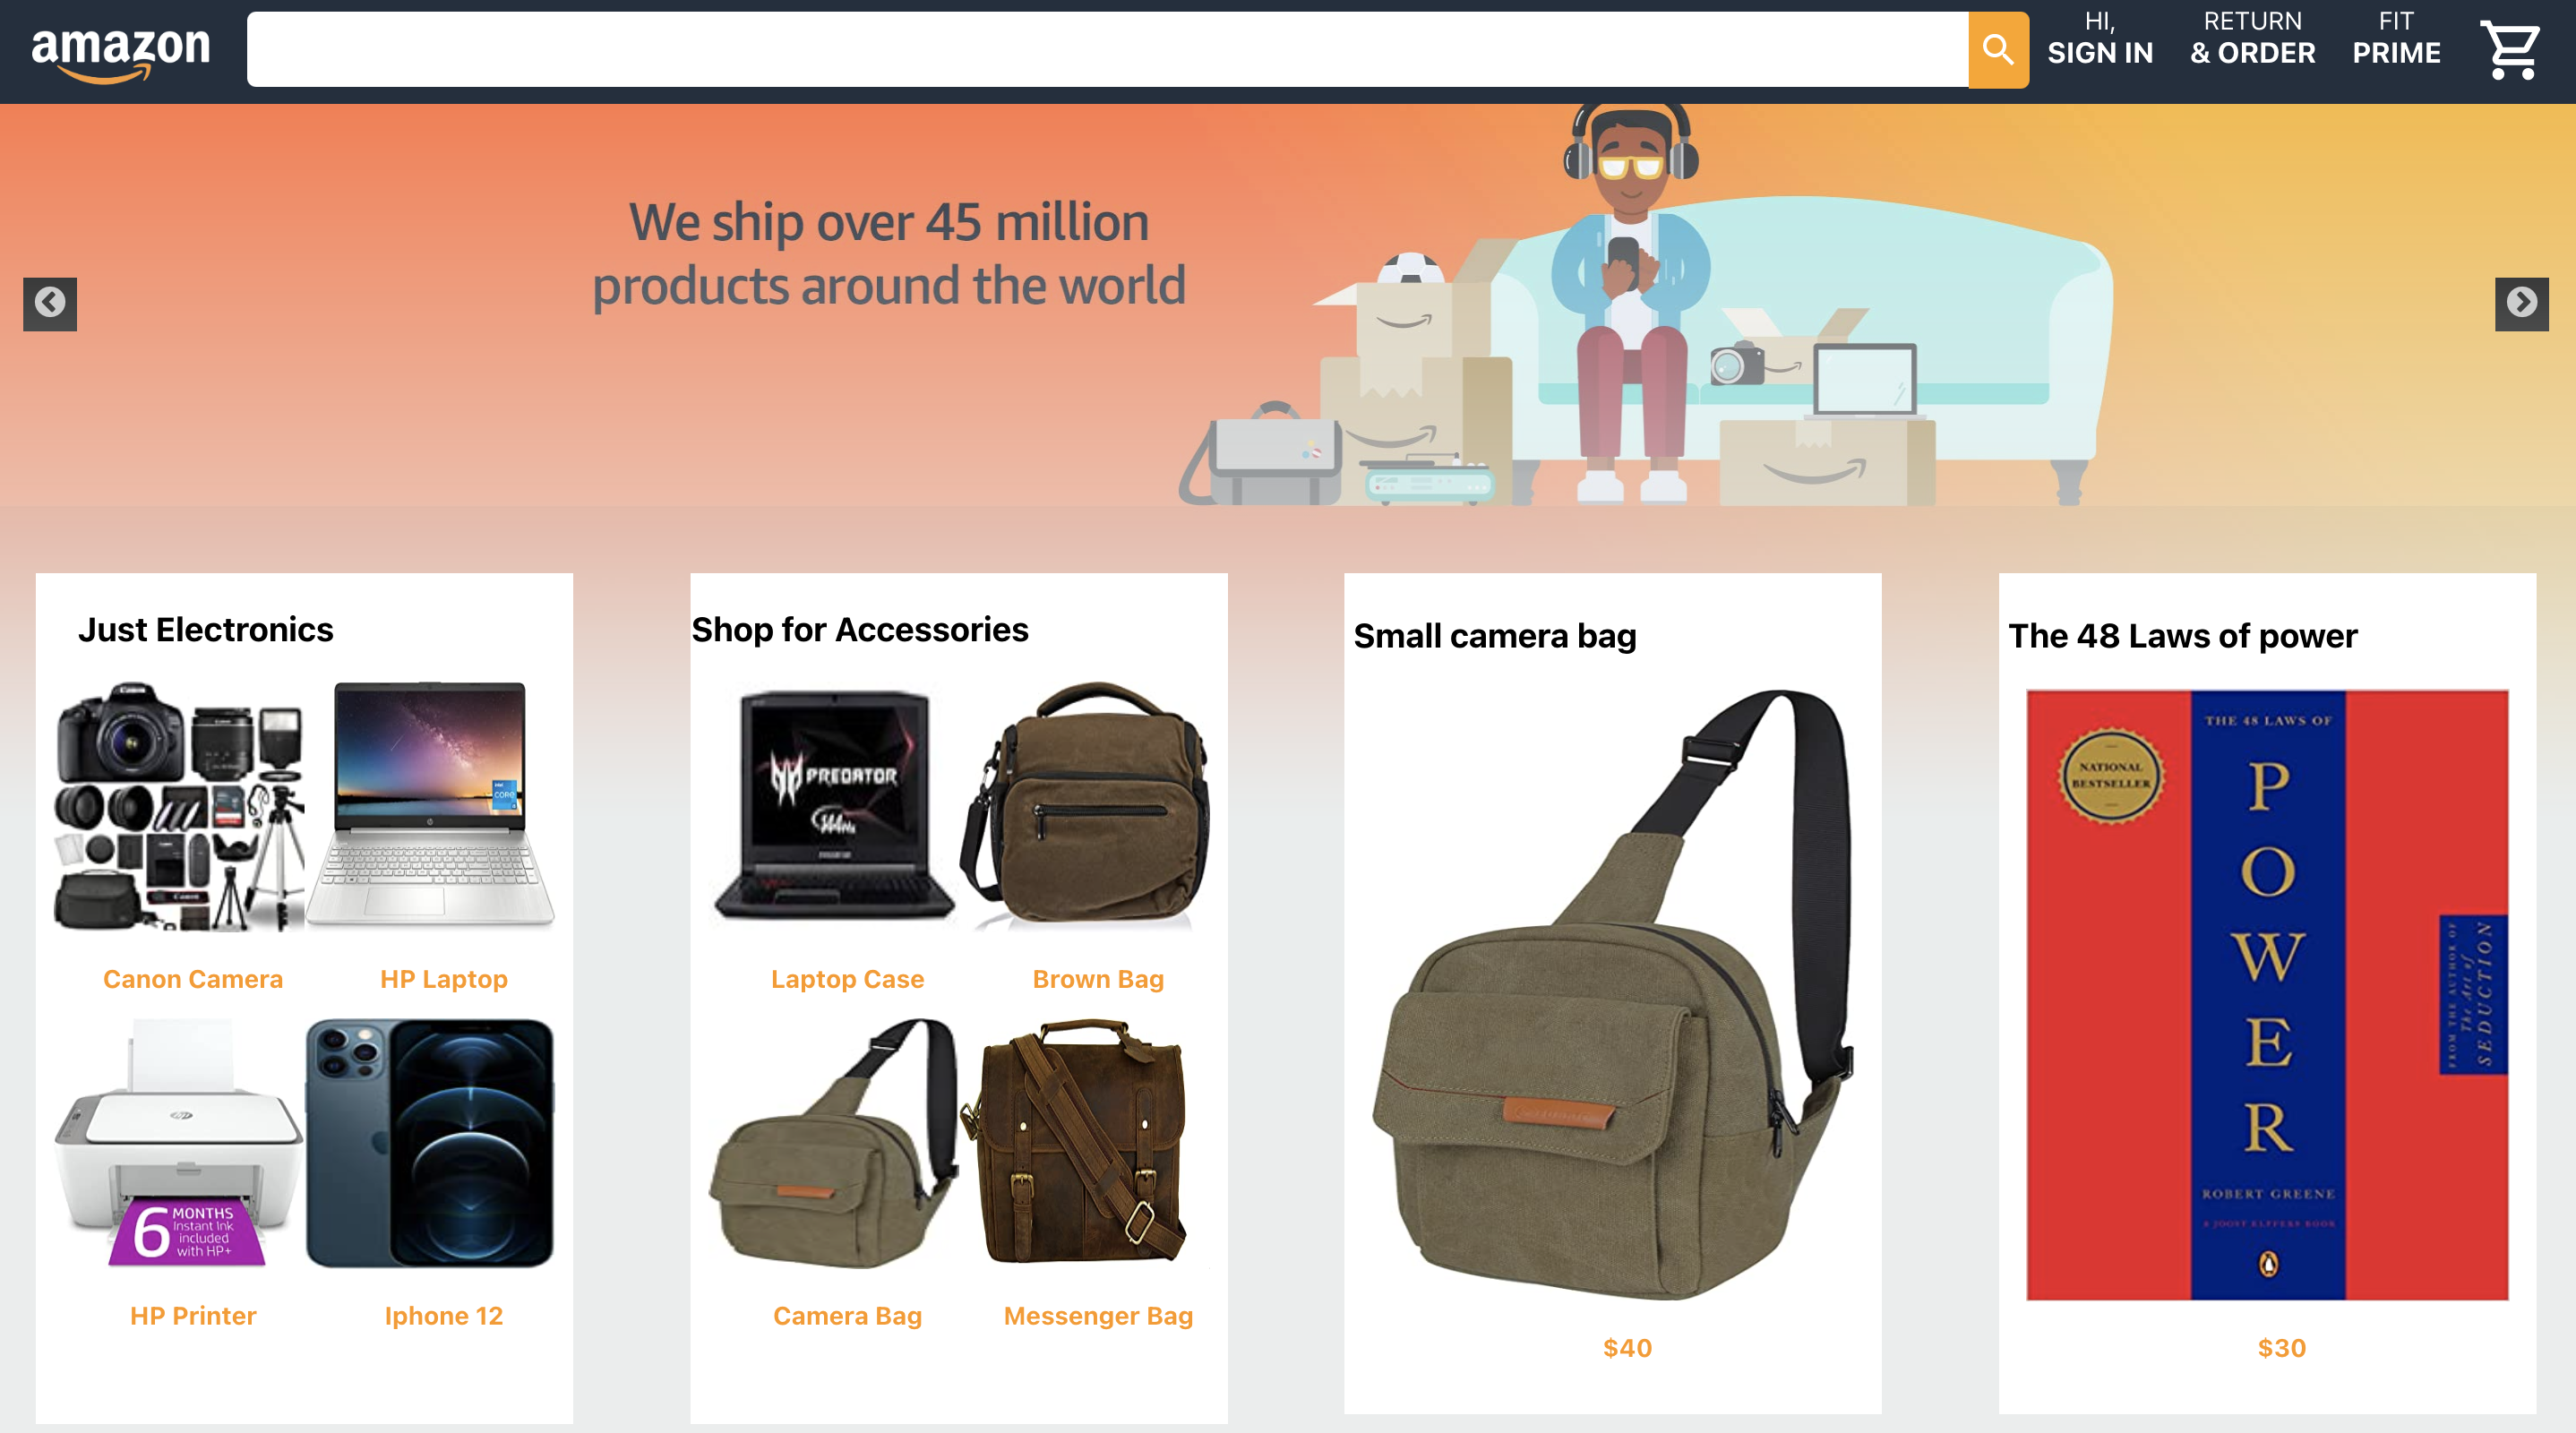 amazon
HI,
SIGN IN
RETURN
& ORDER
FIT
PRIME
We ship over 45 million
products around the world
Just Electronics
Canon
intel
CORE
Canon Camera
HP Laptop
hp
6 MONTHS
Instant Ink
included
with HP+
HP Printer
Iphone 12
Shop for Accessories
PREDATOR
Laptop Case
Brown Bag
Camera Bag
Messenger Bag
Small camera bag
$40
The 48 Laws of power
NATIONAL
BESTSELLER
THE 48 LAWS OF
POWER
FROM THE AUTHOR OF
The Art of
SEDUCTION
ROBERT GREENE
A JOOST ELFFERS BOOK
$30